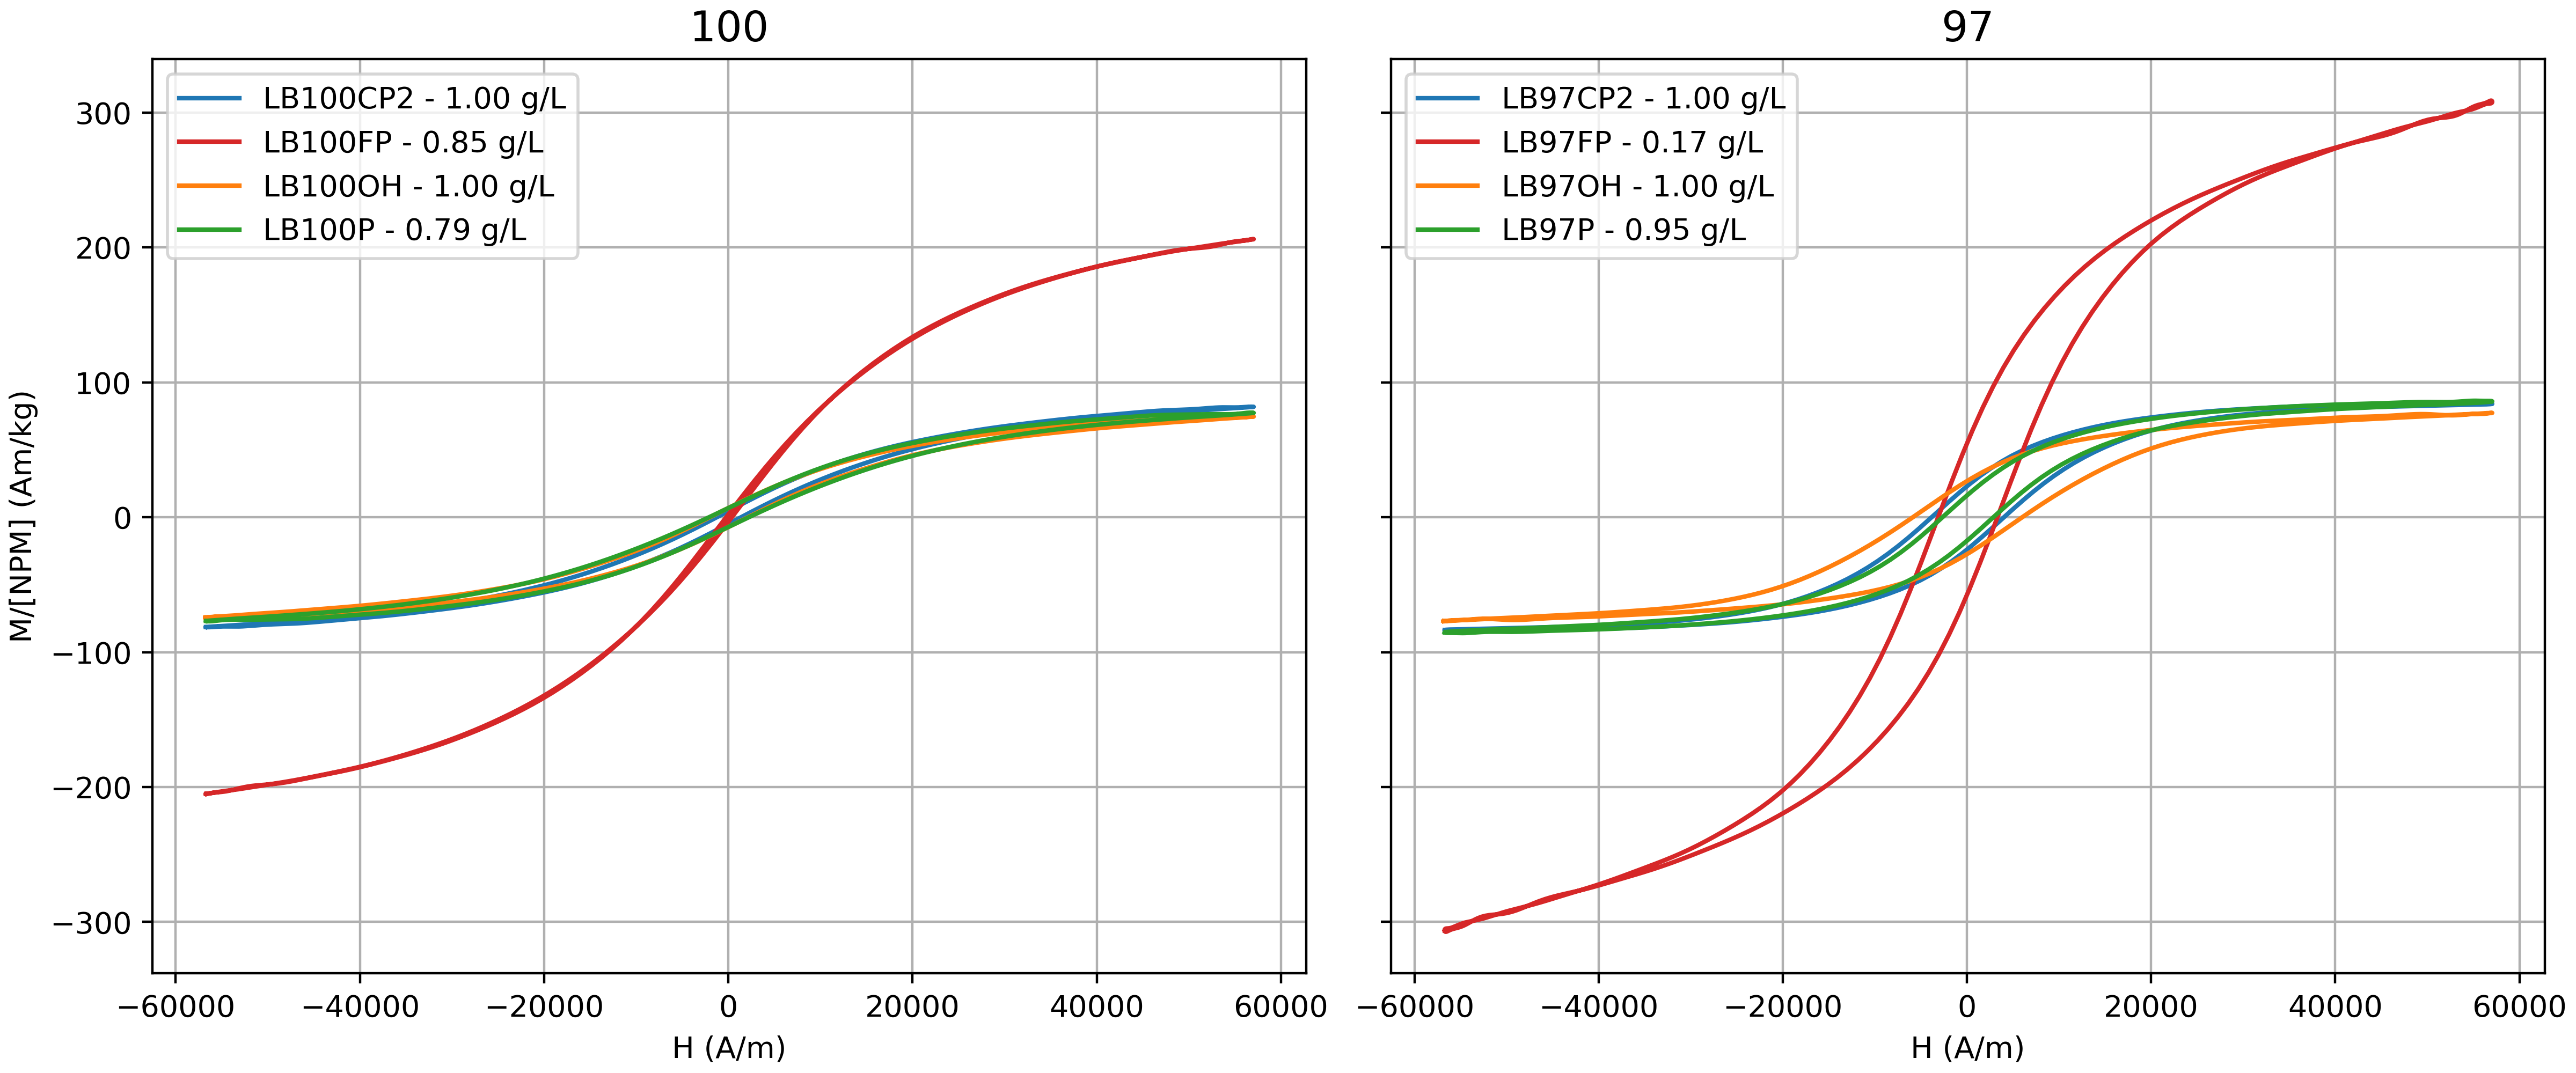 100
LB100CP2 - 1.00 g/L
LB100FP - 0.85 g/L
LB100OH - 1.00 g/L
LB100P - 0.79 g/L
300
200
100
0
−100
−200
−300
M/[NPM] (Am/kg)
−60000 −40000 −20000 0 20000 40000 60000
H (A/m)
97
LB97CP2 - 1.00 g/L
LB97FP - 0.17 g/L
LB97OH - 1.00 g/L
LB97P - 0.95 g/L
−60000 −40000 −20000 0 20000 40000 60000
H (A/m)